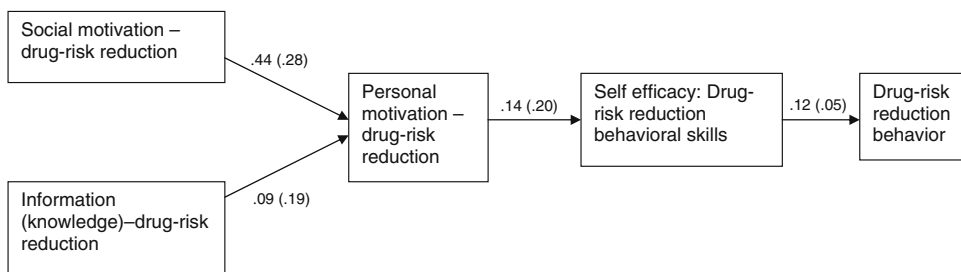 Social motivation –
drug-risk reduction
.44 (.28)
Personal
motivation –
drug-risk
reduction
.14 (.20)
Self efficacy: Drug-
risk reduction
behavioral skills
.12 (.05)
Drug-risk
reduction
behavior
.09 (.19)
Information
(knowledge)–drug-risk
reduction